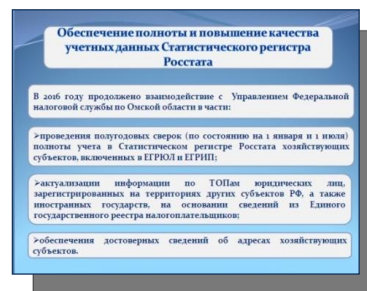 Обеспечение полноты и повышение качества
учетных данных Статистического регистра
Росстата
В 2016 году продолжено взаимодействие с Управлением Федеральной
налоговой службы по Омской области в части:
➢проведения полугодовых сверок (по состоянию на 1 января и 1 июля)
полноты учета в Статистическом регистре Росстата хозяйствующих
субъектов, включенных в ЕГРЮЛ и ЕГРИП;
➢актуализации информации по ТОПам юридических лиц,
зарегистрированных на территориях других субъектов РФ, а также
иностранных государств, на основании сведений из Единого
государственного реестра налогоплательщиков;
➢обеспечения достоверных сведений об адресах хозяйствующих
субъектов.